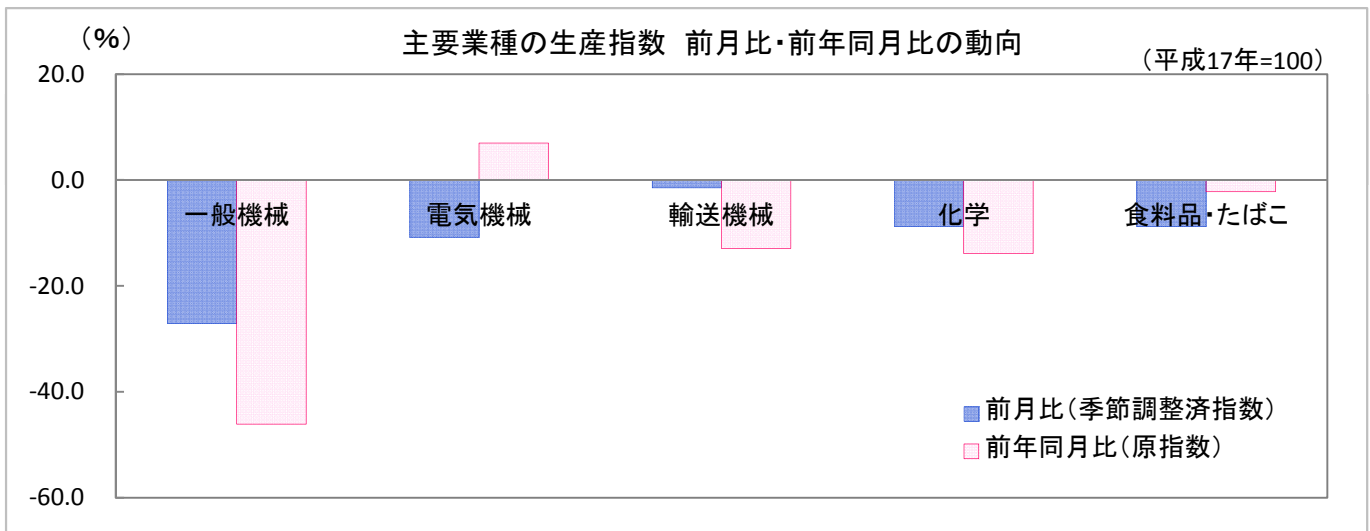 （%）
主要業種の生産指数 前月比・前年同月比の動向
（平成17年=100）
20.0
0.0
-20.0
-40.0
-60.0
一般機械
電気機械
輸送機械
化学
食料品・たばこ
前月比（季節調整済指数）
前年同月比（原指数）